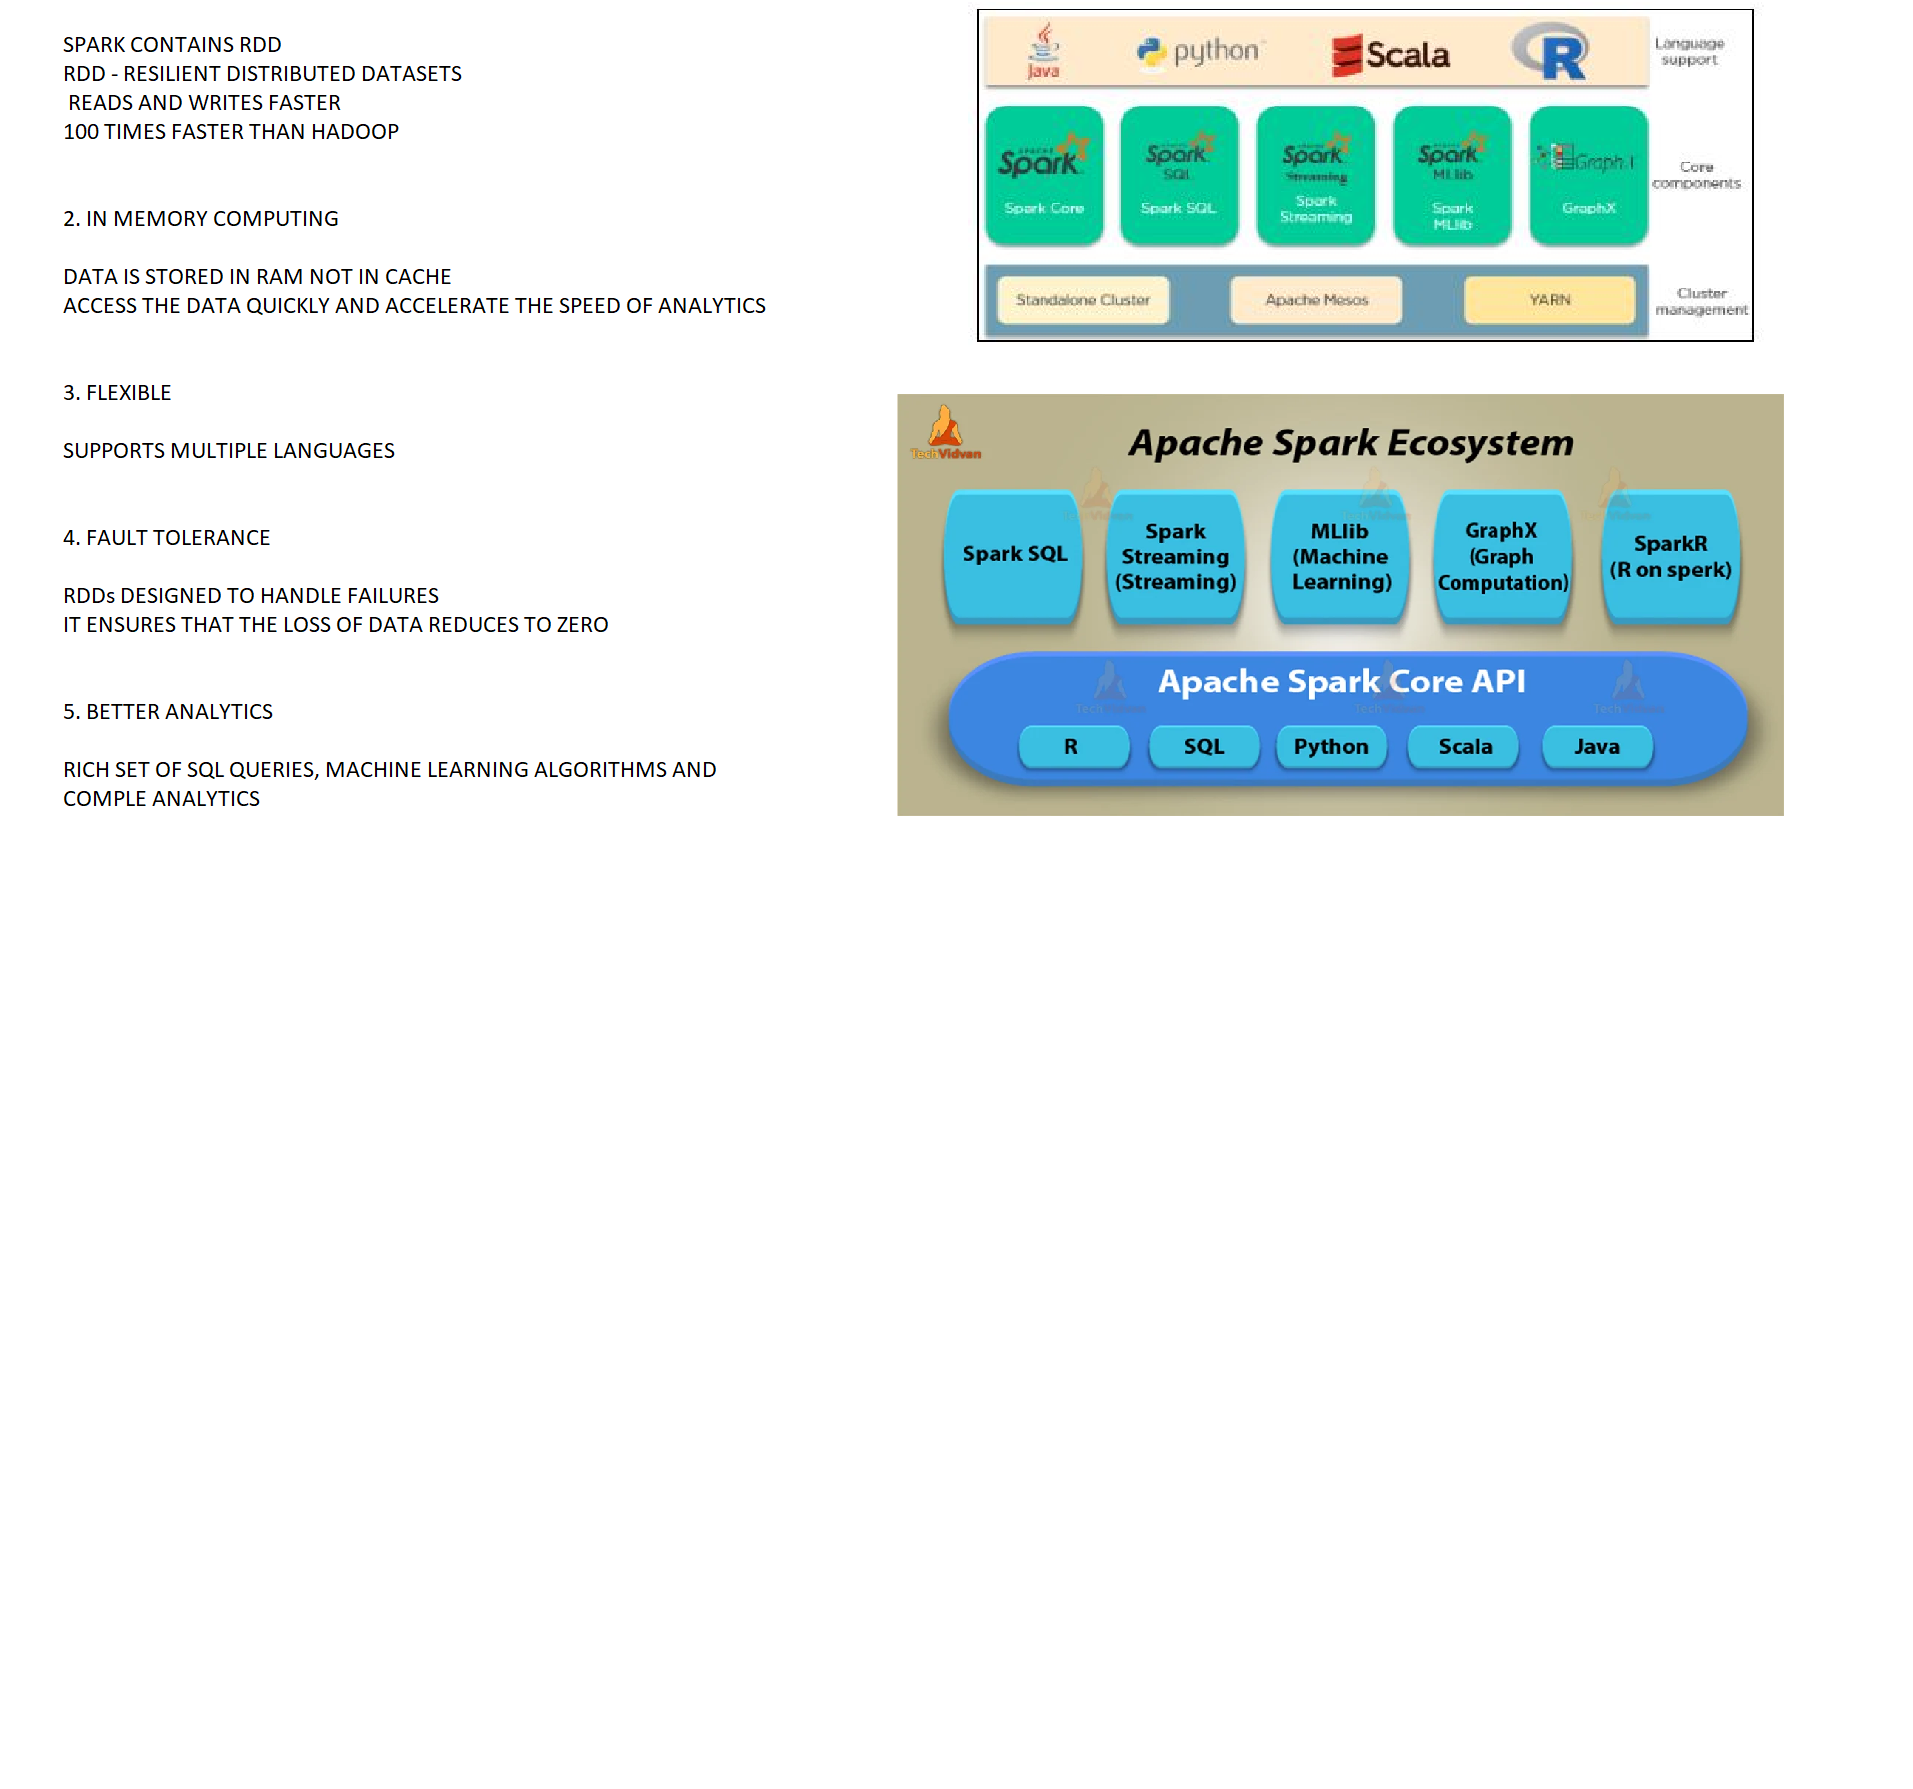 SPARK CONTAINS RDD
RDD - RESILIENT DISTRIBUTED DATASETS
READS AND WRITES FASTER
100 TIMES FASTER THAN HADOOP
2. IN MEMORY COMPUTING
DATA IS STORED IN RAM NOT IN CACHE
ACCESS THE DATA QUICKLY AND ACCELERATE THE SPEED OF ANALYTICS
3. FLEXIBLE
SUPPORTS MULTIPLE LANGUAGES
4. FAULT TOLERANCE
RDDs DESIGNED TO HANDLE FAILURES
IT ENSURES THAT THE LOSS OF DATA REDUCES TO ZERO
5. BETTER ANALYTICS
RICH SET OF SQL QUERIES, MACHINE LEARNING ALGORITHMS AND
COMPLE ANALYTICS
Java
python
Scala
R
Language
support
APACHE
Spark
Spark Core
Spark
SQL
Spark SQL
Spark
Streaming
Spark
Streaming
Spark
MLlib
Spark
MLlib
GraphX
Core
components
Standalone Cluster
Apache Mesos
YARN
Cluster
management
TechVidvan
Apache Spark Ecosystem
Spark SQL
Spark
Streaming
(Streaming)
MLlib
(Machine
Learning)
GraphX
(Graph
Computation)
SparkR
(R on sperk)
Apache Spark Core API
R
SQL
Python
Scala
Java